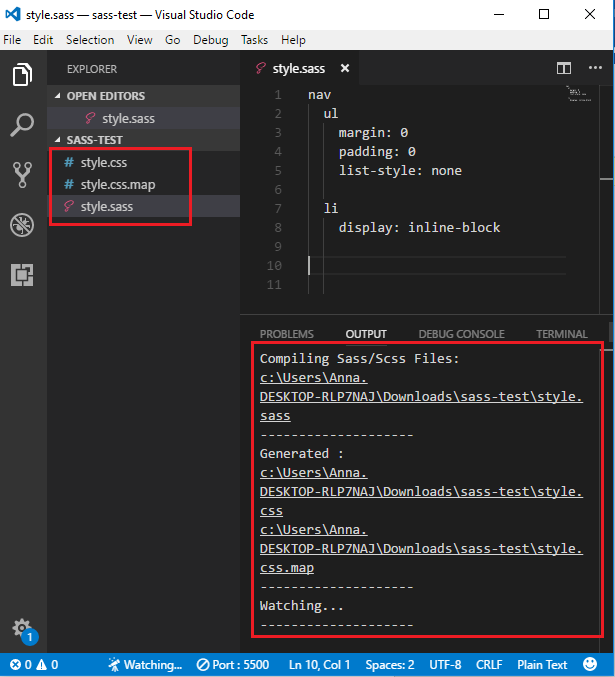 style.sass — sass-test — Visual Studio Code
File Edit Selection View Go Debug Tasks Help
EXPLORER
OPEN EDITORS
style.sass
SASS-TEST
# style.css
# style.css.map
style.sass
style.sass ×
1 nav
2 ul
3 margin: 0
4 padding: 0
5 list-style: none
6
7 li
8 display: inline-block
9
10
11
PROBLEMS OUTPUT DEBUG CONSOLE TERMINAL
Compiling Sass/Scss Files:
c:\Users\Anna.
DESKTOP-RLP7NAJ\Downloads\sass-test\style.
sass
--------------------
Generated :
c:\Users\Anna.
DESKTOP-RLP7NAJ\Downloads\sass-test\style.
css
c:\Users\Anna.
DESKTOP-RLP7NAJ\Downloads\sass-test\style.
css.map
--------------------
Watching...
--------------------
1
0 0 Watching... Port : 5500 Ln 10, Col 1 Spaces: 2 UTF-8 CRLF Plain Text